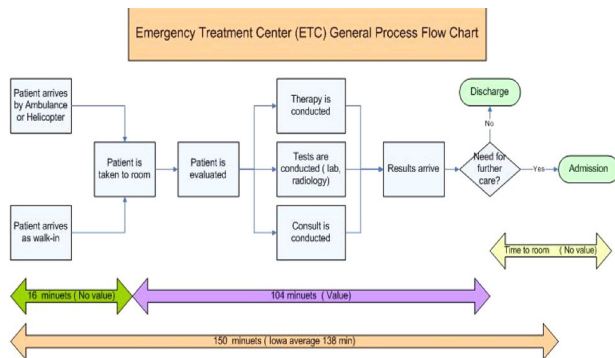 Emergency Treatment Center (ETC) General Process Flow Chart
Patient arrives
by Ambulance
or Helicopter
Patient arrives
as walk-in
Patient is
taken to room
Patient is
evaluated
Therapy is
conducted
Tests are
conducted ( lab,
radiology)
Consult is
conducted
Results arrive
Need for
further
care?
No
Discharge
Yes
Admission
Time to room ( No value)
16 minuets ( No value)
104 minuets ( Value)
150 minuets ( Iowa average 138 min)